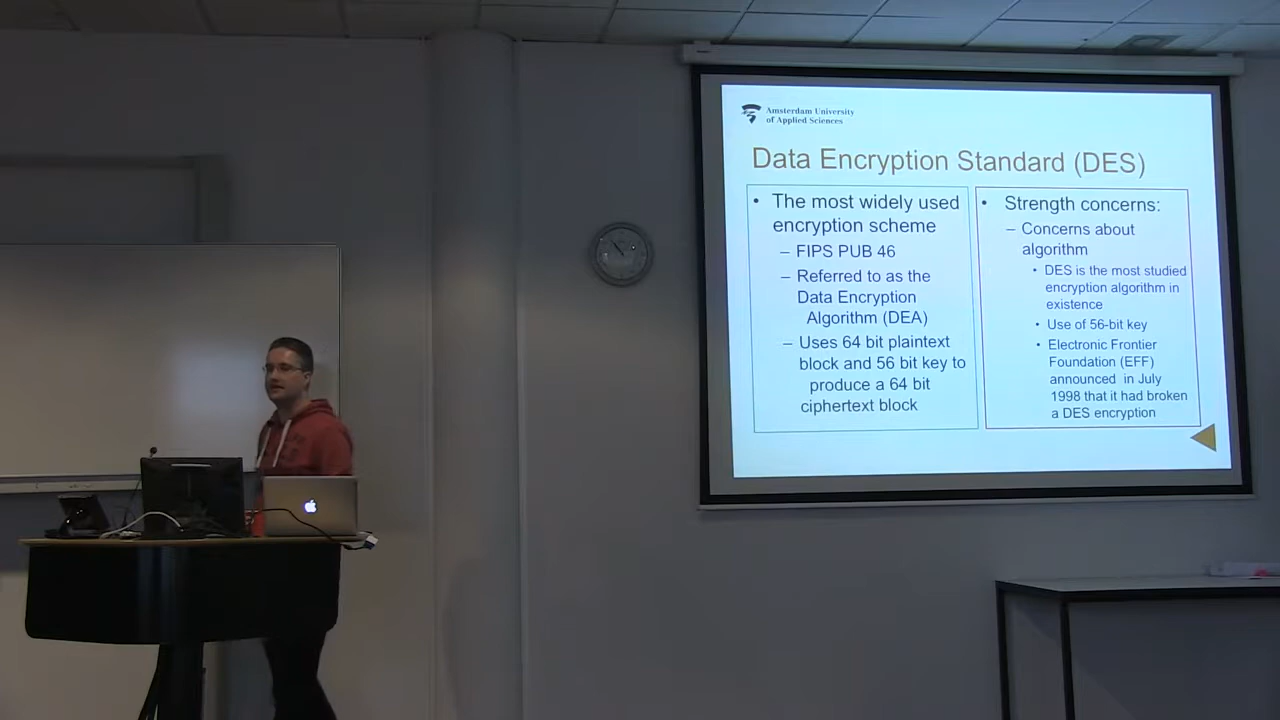 Amsterdam University
of Applied Sciences
Data Encryption Standard (DES)
• The most widely used
encryption scheme
– FIPS PUB 46
– Referred to as the
Data Encryption
Algorithm (DEA)
– Uses 64 bit plaintext
block and 56 bit key to
produce a 64 bit
ciphertext block
• Strength concerns:
– Concerns about
algorithm
• DES is the most studied
encryption algorithm in
existence
• Use of 56-bit key
• Electronic Frontier
Foundation (EFF)
announced in July
1998 that it had broken
a DES encryption